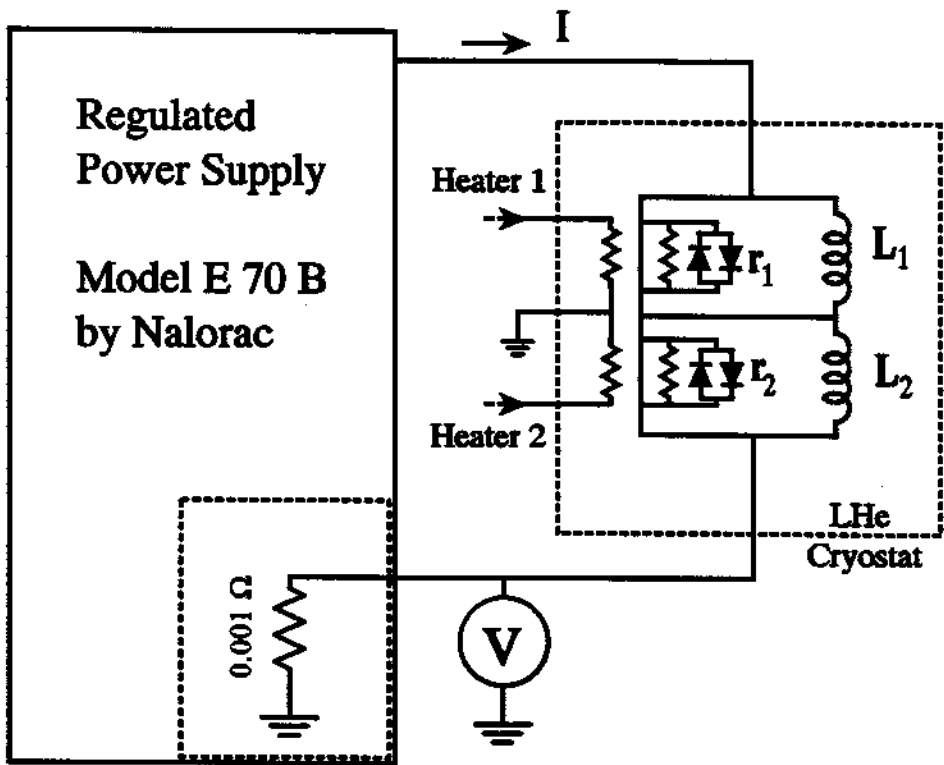 I
Regulated
Power Supply
Model E 70 B
by Nalorac
Heater 1
r₁
L₁
r₂
L₂
Heater 2
LHe
Cryostat
0.001 Ω
V